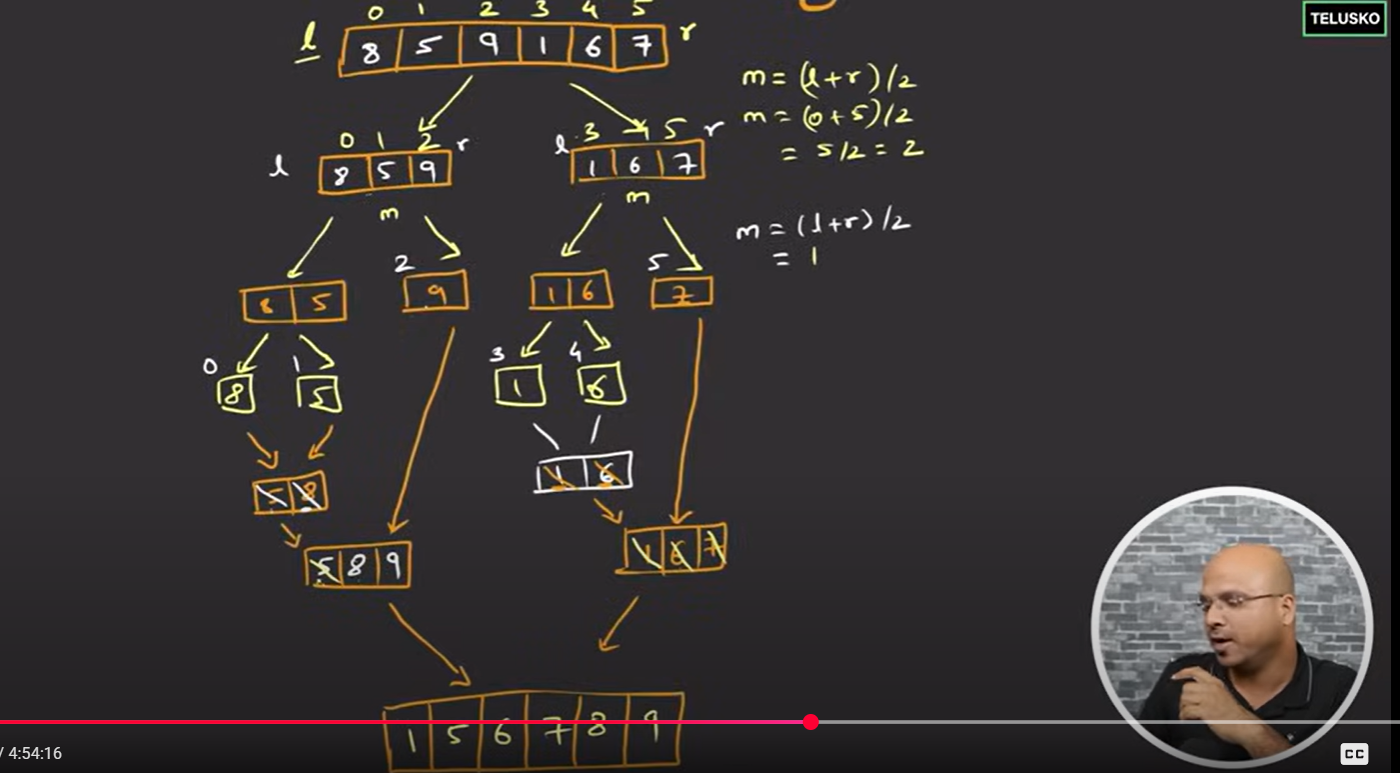 TELUSKO
0 1 2 3 4 5
l 8 5 9 1 6 7 r
m = (l+r)/2
m = (0+5)/2
= 5/2 = 2
0 1 2 r
l 8 5 9
m
l 3 4 5 r
1 6 7
m
m = (l+r)/2
= 1
8 5
2
9
1 6
5
7
0 1
8 5
3 4
1 6
5 8
1 6
5 8 9
1 6 7
1 5 6 7 8 9
/ 4:54:16
CC